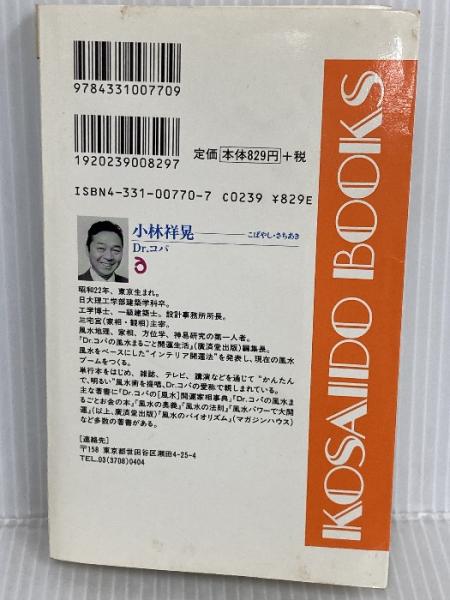 9784331007709
1920239008297
定価 本体829円 +税
ISBN4-331-00770-7 C0239 ¥829E
小林祥晃——こばやし・さちあき
Dr.コパ
昭和22年、東京生まれ。
日大理工学部建築学科卒。
工学博士、一級建築士。設計事務所所長。
三宅宮(家相・観相)主宰。
風水地理、家相、方位学、神易研究の第一人者。
『Dr.コパの風水まるごと開運生活』(廣済堂出版)編集長。
風水をベースにした"インテリア開運法"を発表し、現在の風水
ブームをつくる。
単行本をはじめ、雑誌、テレビ、講演などを通じて"かんたん
で、明るい"風水術を提唱、Dr.コパの愛称で親しまれている。
主な著書に『Dr.コパの[風水]開運家相事典』『Dr.コパの風水ま
るごとお金の本』『風水の奥義』『風水の法則』『風水パワーで大開
運』(以上、廣済堂出版)『風水のバイオリズム』(マガジンハウス)
など多数の著書がある。
[連絡先]
〒158 東京都世田谷区瀬田4-25-4
TEL.03(3708)0404
KOSAIDO BOOKS